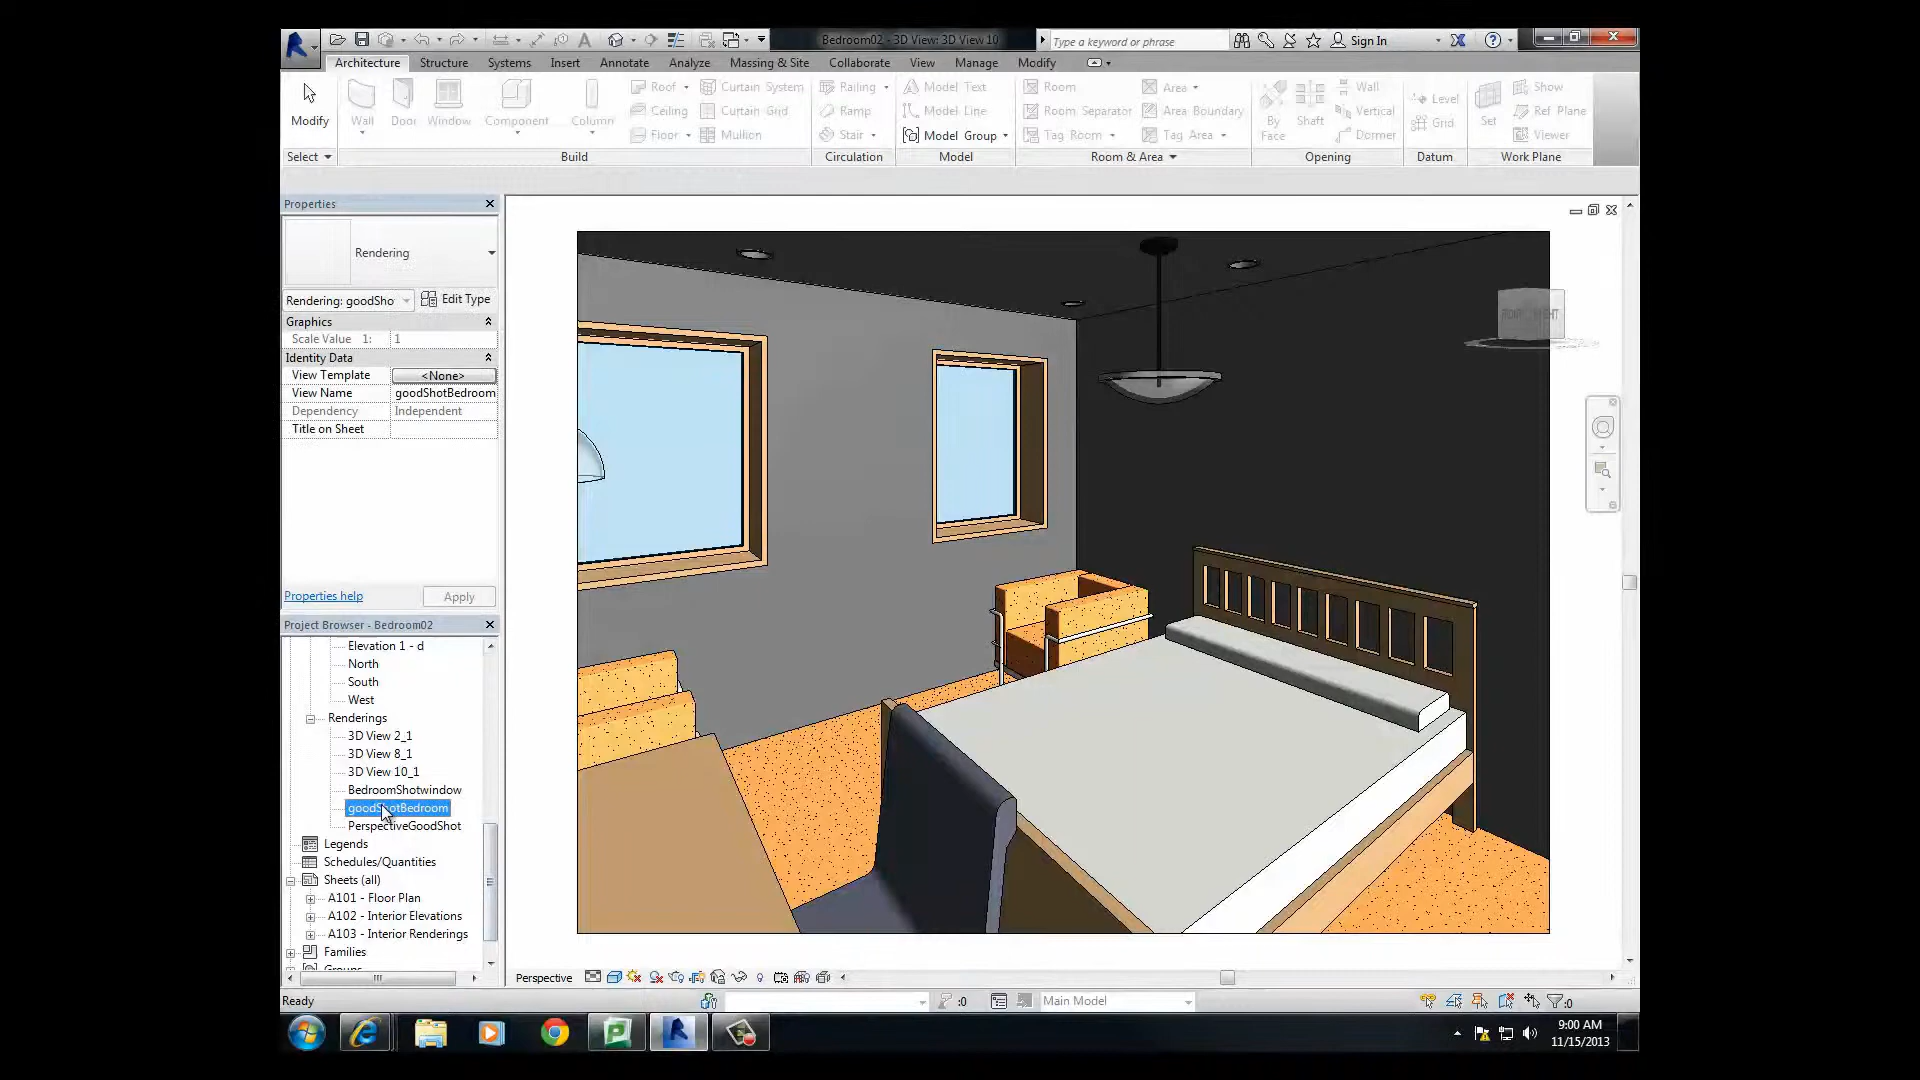 Bedroom02 - 3D View: 3D View 10
Type a keyword or phrase
Sign In
Architecture Structure Systems Insert Annotate Analyze Massing & Site Collaborate View Manage Modify
Modify Wall Door Window Component Column
Roof Curtain System Railing Model Text Room Area Wall Show
Ceiling Curtain Grid Ramp Model Line Room Separator Area Boundary Vertical Level Ref Plane
Floor Mullion Stair Model Group Tag Room Tag Area By Face Shaft Dormer Grid Set Viewer
Select Build Circulation Model Room & Area Opening Datum Work Plane
Properties
Rendering
Rendering: goodSho Edit Type
Graphics
Scale Value 1: 1
Identity Data
View Template <None>
View Name goodShotBedroom
Dependency Independent
Title on Sheet
Properties help Apply
Project Browser - Bedroom02
Elevation 1 - d
North
South
West
Renderings
3D View 2_1
3D View 8_1
3D View 10_1
BedroomShotwindow
goodShotBedroom
PerspectiveGoodShot
Legends
Schedules/Quantities
Sheets (all)
A101 - Floor Plan
A102 - Interior Elevations
A103 - Interior Renderings
Families
Groups
Perspective
Ready :0 Main Model :0
9:00 AM
11/15/2013